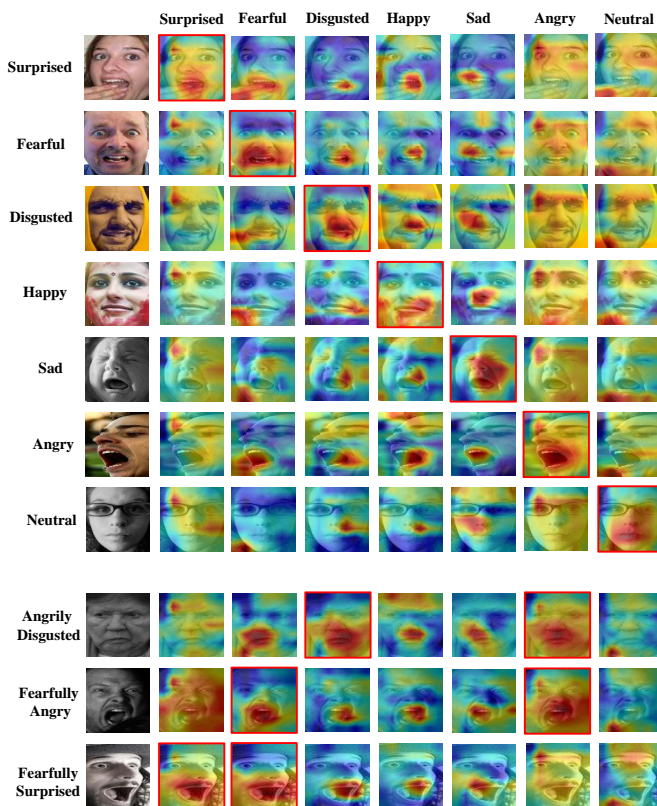 Surprised Fearful Disgusted Happy Sad Angry Neutral
Surprised
Fearful
Disgusted
Happy
Sad
Angry
Neutral
Angrily
Disgusted
Fearfully
Angry
Fearfully
Surprised